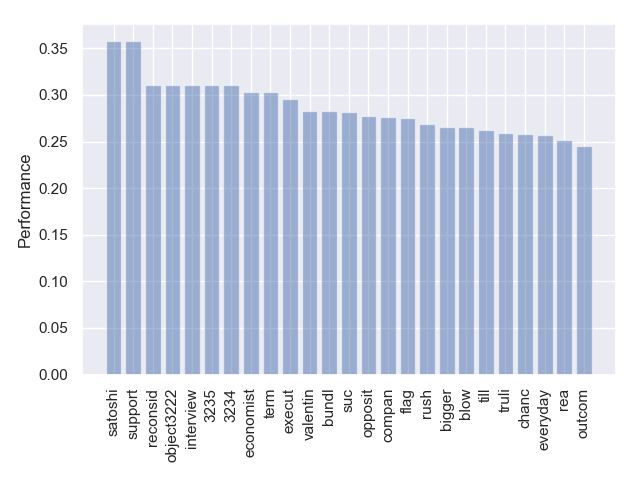 0.35
0.30
0.25
0.20
0.15
0.10
0.05
0.00
Performance
satoshi
support
reconsid
object3222
interview
3235
3234
economist
term
execut
valentin
bundl
suc
opposit
compan
flag
rush
bigger
blow
till
truli
chanc
everyday
rea
outcom